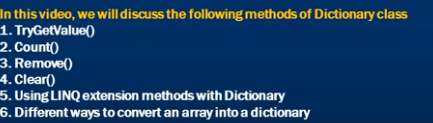 In this video, we will discuss the following methods of Dictionary class
1. TryGetValue()
2. Count()
3. Remove()
4. Clear()
5. Using LINQ extension methods with Dictionary
6. Different ways to convert an array into a dictionary